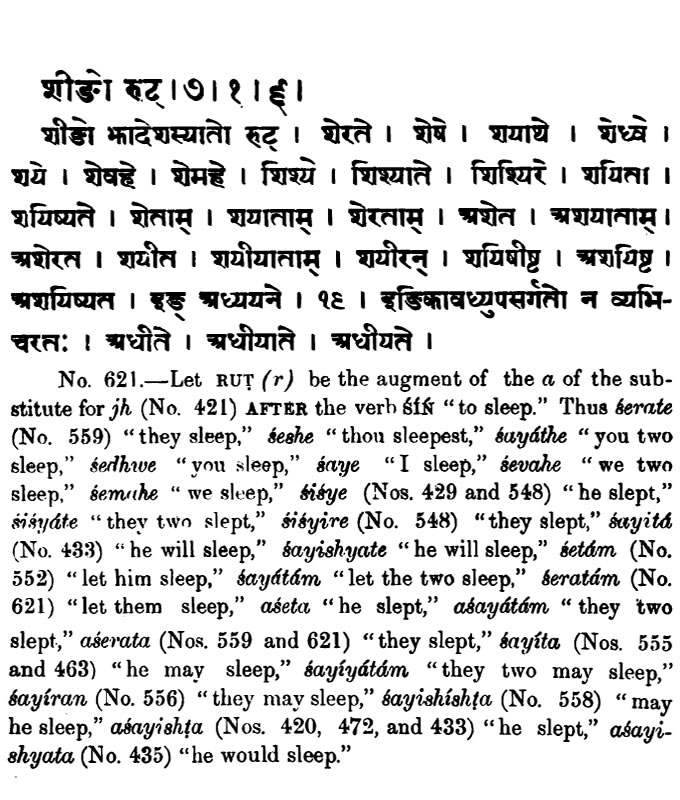 शीङो रुट् । ७ । १ । ६ ।
शीङो झादेशस्यातो रुट् । शेरते । शेषे । शयाथे । शेध्वे ।
शये । शेवहे । शेमहे । शिश्ये । शिश्याते । शिश्यिरे । शयिता ।
शयिष्यते । शेताम् । शयाताम् । शेरताम् । अशेत । अशयाताम् ।
अशेरत । शयीत । शयीयाताम् । शयीरन् । शयिषीष्ट । अशयिष्ट ।
अशयिष्यत । इङ् अध्ययने । १९ । इङिकावध्युपसर्गतो न व्यभि-
चरतः । अधीते । अधीयाते । अधीयते ।
No. 621.—Let RUṬ (r) be the augment of the a of the sub-
stitute for jh (No. 421) AFTER the verb ŚÍṄ “to sleep.” Thus śerate
(No. 559) “they sleep,” śeshe “thou sleepest,” śayáthe “you two
sleep,” śedhwe “you sleep,” śaye “I sleep,” śevahe “we two
sleep,” śemahe “we sleep,” śiśye (Nos. 429 and 548) “he slept,”
śiśyáte “they two slept,” śiśyire (No. 548) “they slept,” śayitá
(No. 433) “he will sleep,” śayishyate “he will sleep,” śetám (No.
552) “let him sleep,” śayátám “let the two sleep,” śeratám (No.
621) “let them sleep,” aśeta “he slept,” aśayátám “they two
slept,” aśerata (Nos. 559 and 621) “they slept,” śayíta (Nos. 555
and 463) “he may sleep,” śayíyátám “they two may sleep,”
śayíran (No. 556) “they may sleep,” śayishíshṭa (No. 558) “may
he sleep,” aśayishṭa (Nos. 420, 472, and 433) “he slept,” aśayi-
shyata (No. 435) “he would sleep.”